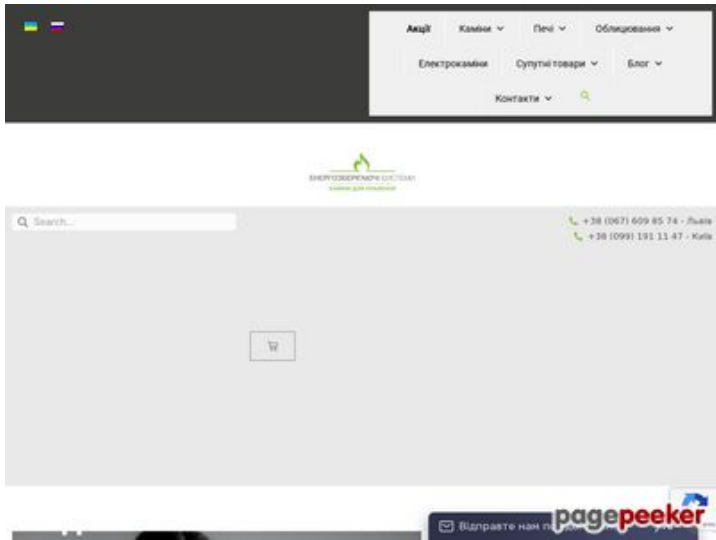 Акції Каміни Печі Облицювання
Електрокаміни Супутні товари Блог
Контакти
ЕНЕРГОЗБЕРІГАЮЧІ СИСТЕМИ
Search...
+38 (067) 609 85 74 - Львів
+38 (099) 191 11 47 - Київ
Відправте нам
pagepeeker